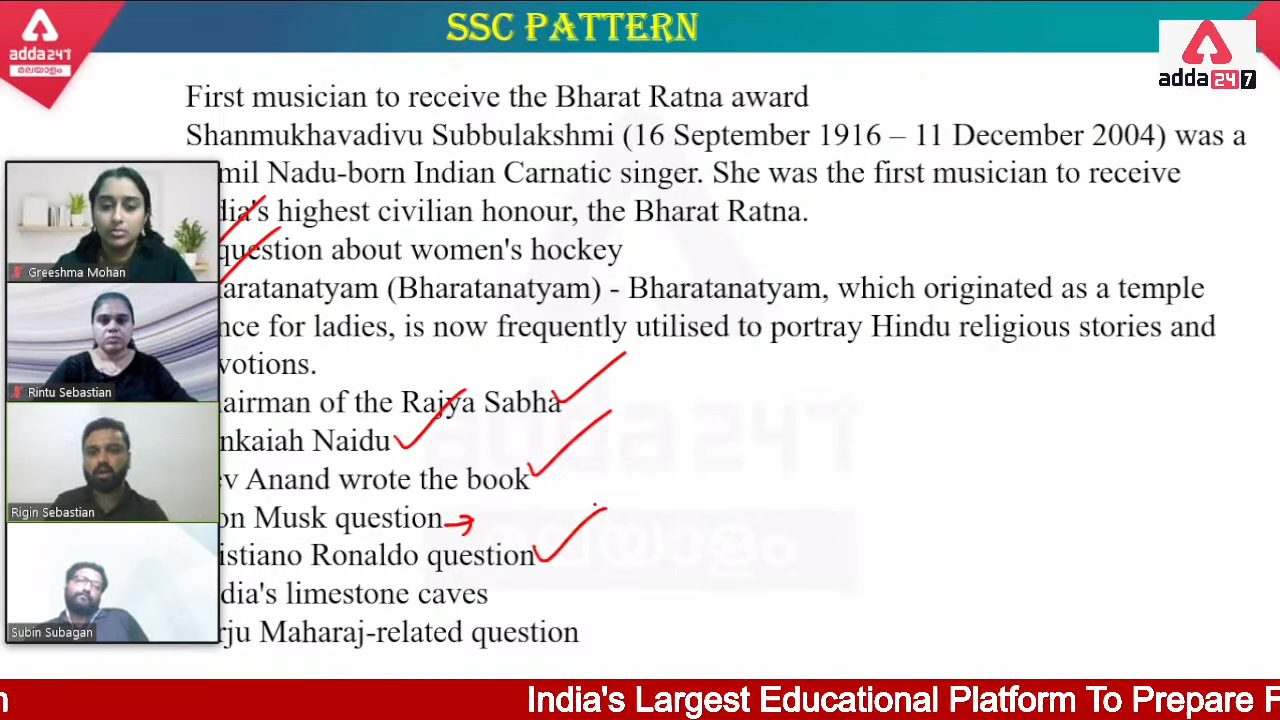 SSC PATTERN
adda247
മലയാളം
adda247
First musician to receive the Bharat Ratna award
Shanmukhavadivu Subbulakshmi (16 September 1916 – 11 December 2004) was a
mil Nadu-born Indian Carnatic singer. She was the first musician to receive
dia's highest civilian honour, the Bharat Ratna.
question about women's hockey
aratanatyam (Bharatanatyam) - Bharatanatyam, which originated as a temple
nce for ladies, is now frequently utilised to portray Hindu religious stories and
votions.
airman of the Rajya Sabha
nkaiah Naidu
ev Anand wrote the book
on Musk question
istiano Ronaldo question
dia's limestone caves
rju Maharaj-related question
Greeshma Mohan
Rintu Sebastian
Rigin Sebastian
Subin Subagan
adda247
മലയാളം
n India's Largest Educational Platform To Prepare F